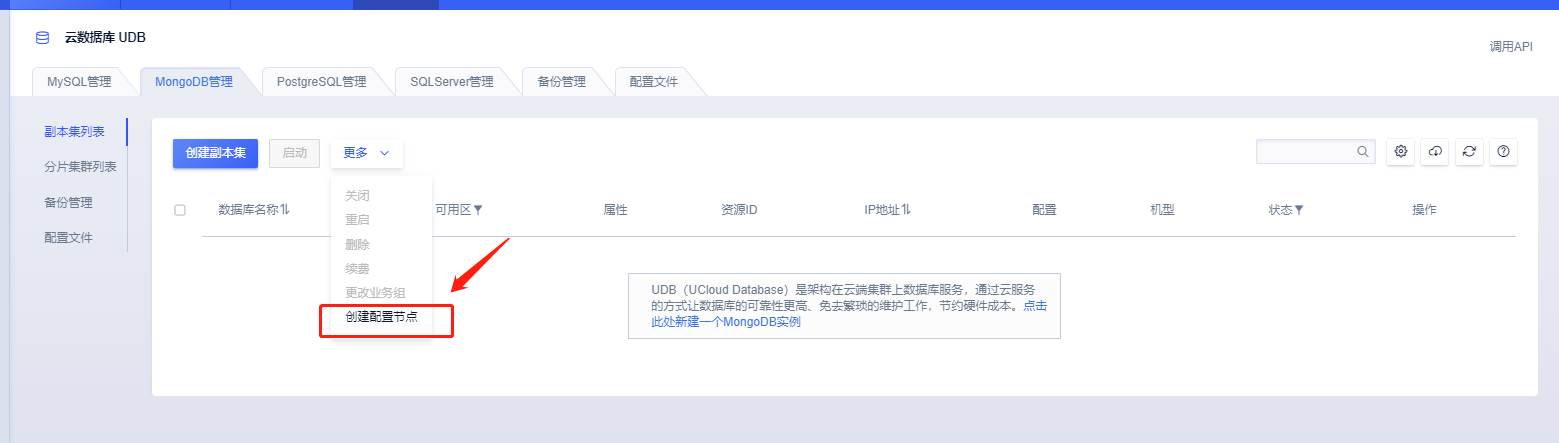 云数据库 UDB
调用API
MySQL管理
MongoDB管理
PostgreSQL管理
SQLServer管理
备份管理
配置文件
副本集列表
分片集群列表
备份管理
配置文件
创建副本集
启动
更多
关闭
重启
删除
续费
更改业务组
创建配置节点
数据库名称
可用区
属性
资源ID
IP地址
配置
机型
状态
操作
UDB（UCloud Database）是架构在云端集群上数据库服务，通过云服务
的方式让数据库的可靠性更高、免去繁琐的维护工作，节约硬件成本。点击
此处新建一个MongoDB实例